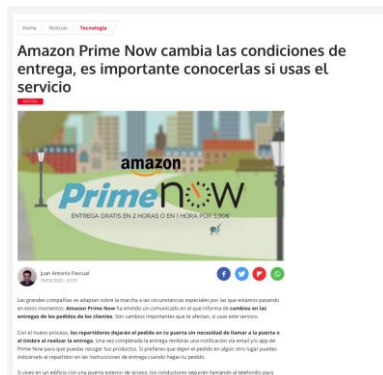 Home Noticias Tecnología
Amazon Prime Now cambia las condiciones de
entrega, es importante conocerlas si usas el
servicio
NOTICIA
amazon
Prime now
ENTREGA GRATIS EN 2 HORAS O EN 1 HORA POR 5,90€
Juan Antonio Pascual
Las grandes compañías se adaptan sobre la marcha a las circunstancias especiales por las que estamos pasando
en estos momentos. Amazon Prime Now ha emitido un comunicado en el que informa de cambios en las
entregas de los pedidos de los clientes. Son cambios importantes que te afectan, si usas este servicio.
Con el nuevo proceso, los repartidores dejarán el pedido en tu puerta sin necesidad de llamar a la puerta o
al timbre al realizar la entrega. Una vez completada la entrega recibirás una notificación vía email y/o app de
Prime Now para que puedas recoger tus productos. Si prefieres que dejen el pedido en algún otro lugar puedes
indicárselo al repartidor en las instrucciones de entrega cuando hagas tu pedido.
Si vives en un edificio con una puerta exterior de acceso, los conductores seguirán llamando al telefonillo para